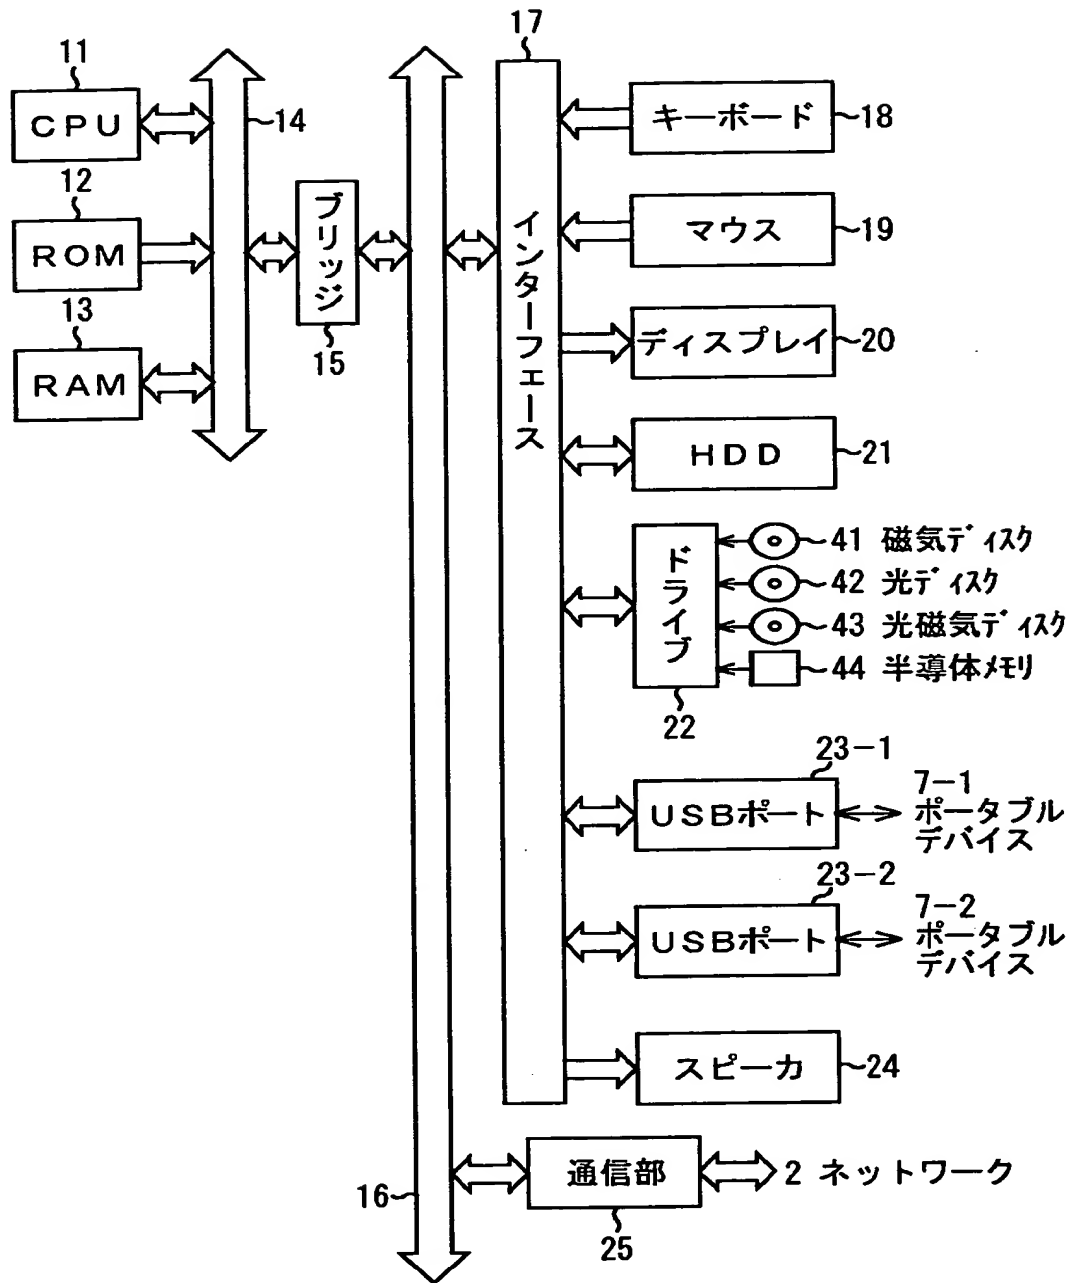 11
CPU
12
ROM
13
RAM
14
ブリッジ
15
16
17
インターフェース
キーボード
18
マウス
19
ディスプレイ
20
HDD
21
ドライブ
22
41 磁気ディスク
42 光ディスク
43 光磁気ディスク
44 半導体メモリ
23-1
USBポート
7-1
ポータブル
デバイス
23-2
USBポート
7-2
ポータブル
デバイス
スピーカ
24
通信部
25
2 ネットワーク